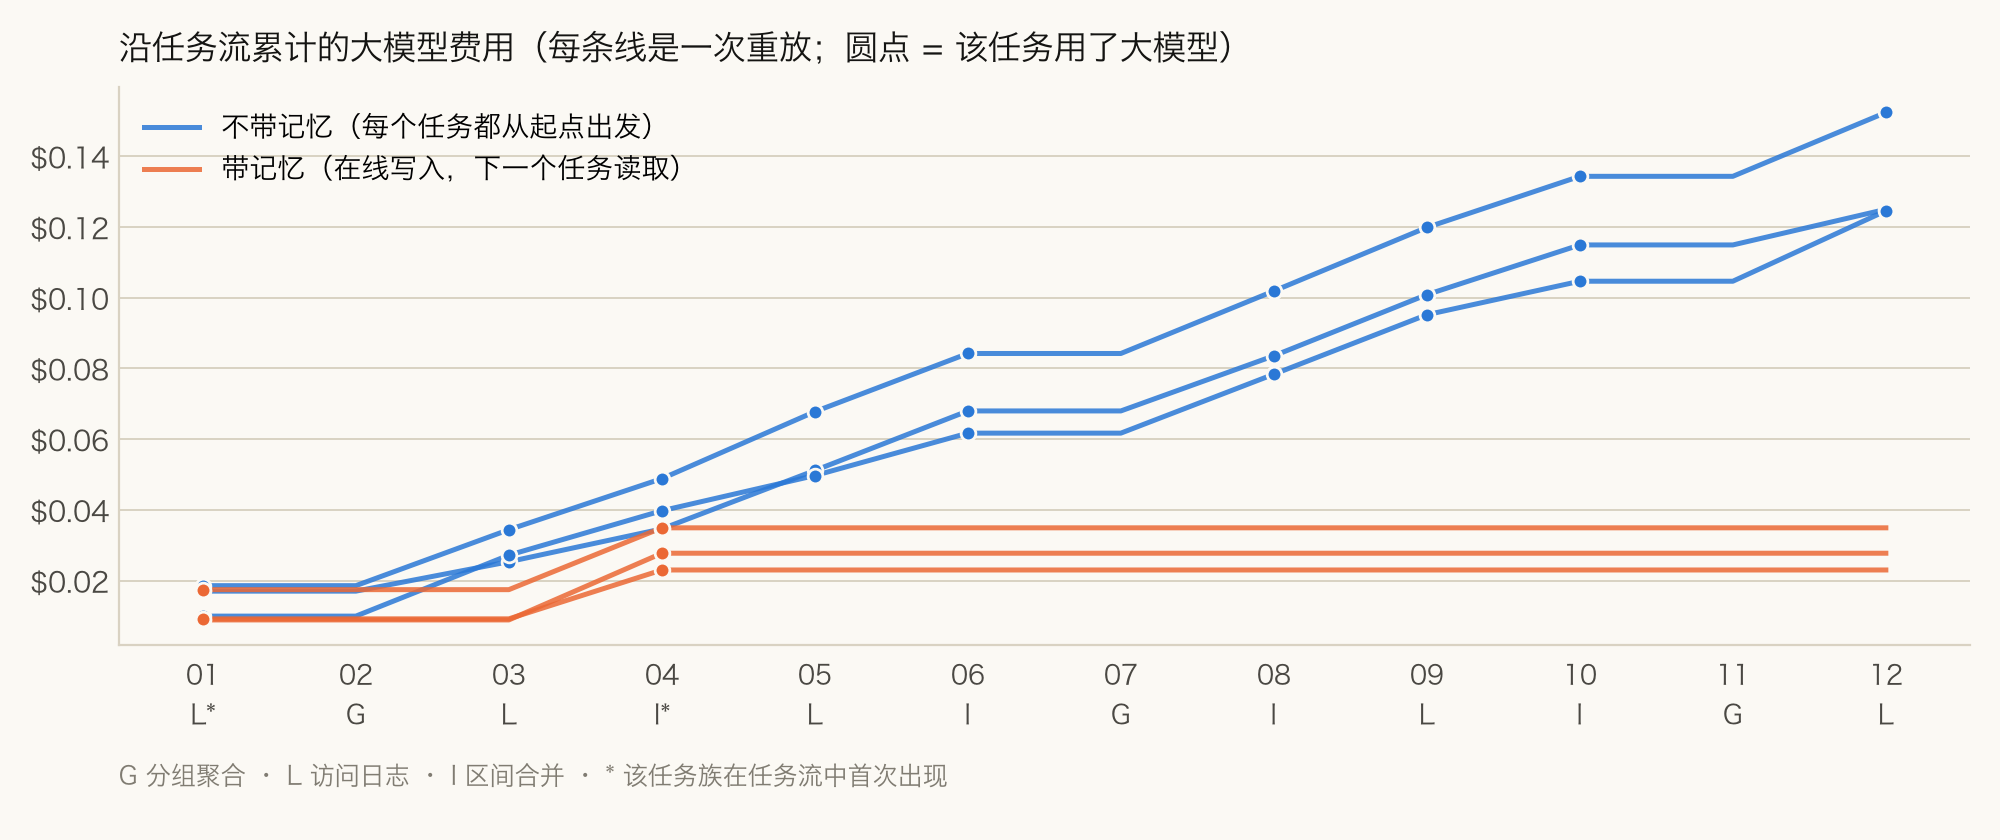 沿任务流累计的大模型费用（每条线是一次重放；圆点 = 该任务用了大模型）
不带记忆（每个任务都从起点出发）
带记忆（在线写入，下一个任务读取）
$0.14
$0.12
$0.10
$0.08
$0.06
$0.04
$0.02
01 02 03 04 05 06 07 08 09 10 11 12
L* G L I* L I G I L I G L
G 分组聚合 · L 访问日志 · I 区间合并 · * 该任务族在任务流中首次出现